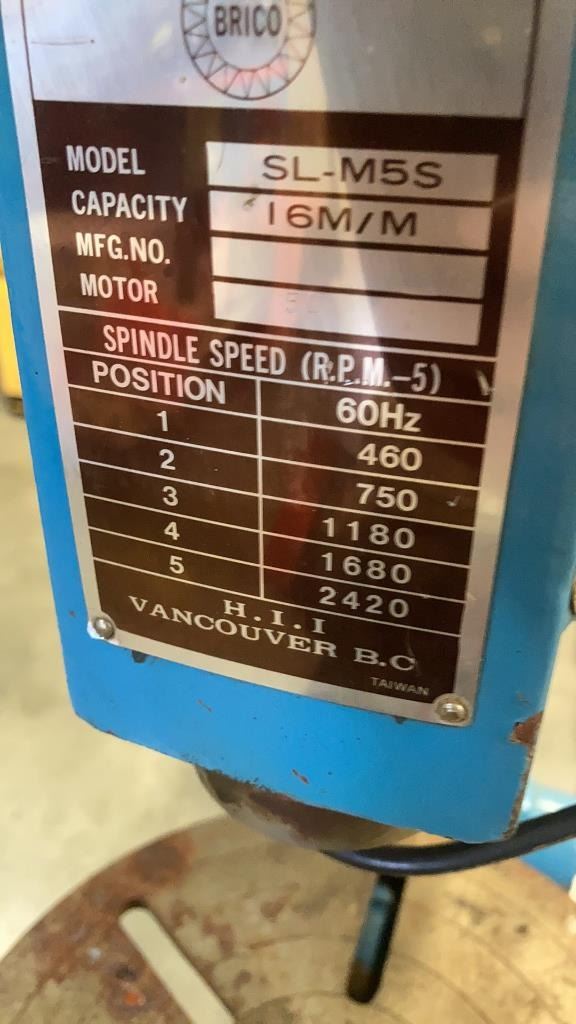 BRICO
MODEL SL-M5S
CAPACITY 16M/M
MFG.NO.
MOTOR
SPINDLE SPEED (R.P.M.-5)
POSITION 60Hz
1 460
2 750
3 1180
4 1680
5 2420
H.I.I
VANCOUVER B.C
TAIWAN